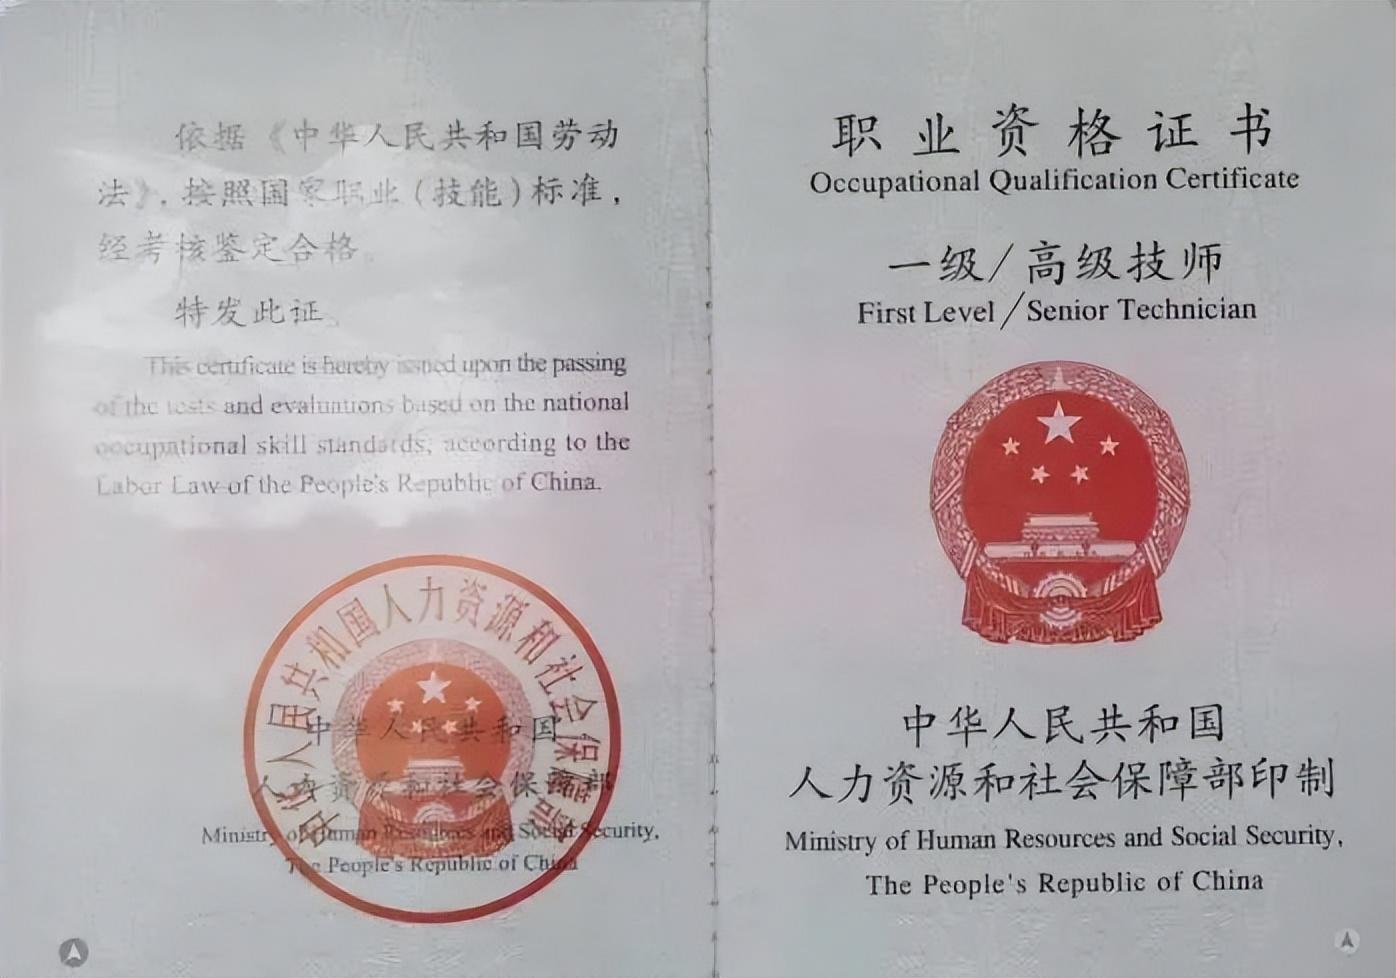 依据《中华人民共和国劳动
法》，按照国家职业（技能）标准，
经考核鉴定合格。
特发此证。
This certificate is hereby issued upon the passing
of the tests and evaluations based on the national
occupational skill standards, according to the
Labor Law of the People's Republic of China.
中华人民共和国人力资源和社会保障部
中华人民共和国
人力资源和社会保障部
Ministry of Human Resources and Social Security,
The People's Republic of China
职业资格证书
Occupational Qualification Certificate
一级/高级技师
First Level/Senior Technician
中华人民共和国
人力资源和社会保障部印制
Ministry of Human Resources and Social Security,
The People's Republic of China